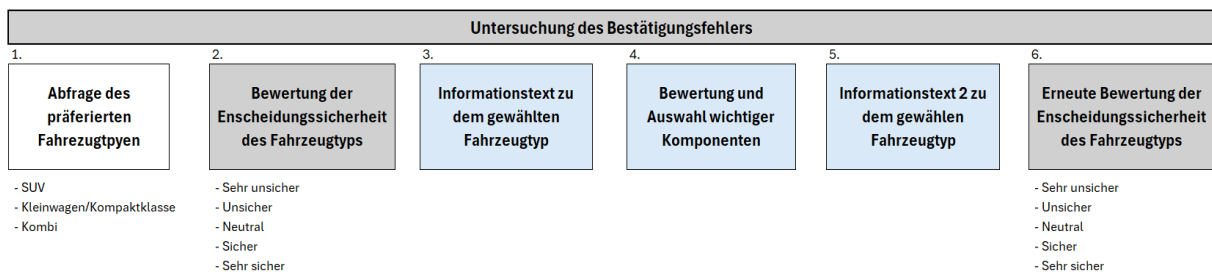 Untersuchung des Bestätigungsfehlers
1.
Abfrage des
präferierten
Fahrezugtpyen
- SUV
- Kleinwagen/Kompaktklasse
- Kombi
2.
Bewertung der
Enscheidungssicherheit
des Fahrzeugtyps
- Sehr unsicher
- Unsicher
- Neutral
- Sicher
- Sehr sicher
3.
Informationstext zu
dem gewählten
Fahrzeugtyp
4.
Bewertung und
Auswahl wichtiger
Komponenten
5.
Informationstext 2 zu
dem gewählen
Fahrzeugtyp
6.
Erneute Bewertung der
Enscheidungssicherheit
des Fahrzeugtyps
- Sehr unsicher
- Unsicher
- Neutral
- Sicher
- Sehr sicher